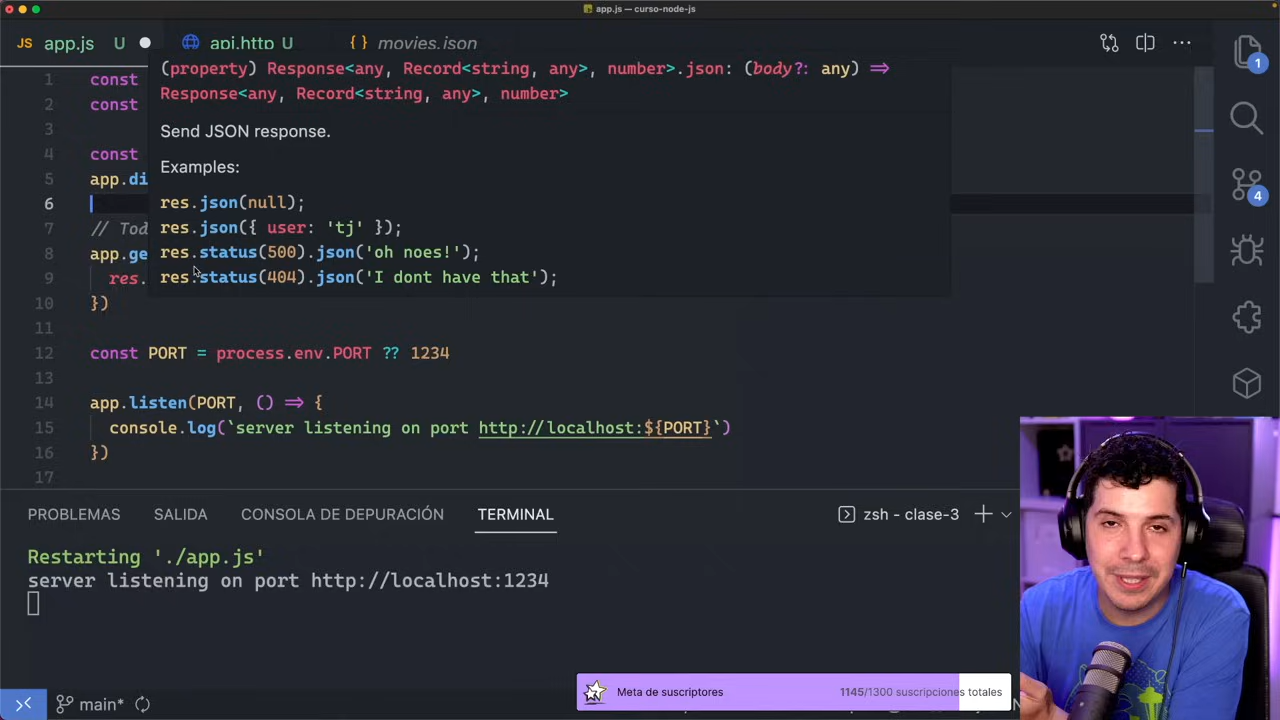 app.js — curso-node-js
JS app.js U
api.http U
{ } movies.json
1 const
2 const
3
4 const
5 app.di
6
7 // Tod
8 app.ge
9 res.
10 })
11
12 const PORT = process.env.PORT ?? 1234
13
14 app.listen(PORT, () => {
15 console.log(`server listening on port http://localhost:${PORT}`)
16 })
17
(property) Response<any, Record<string, any>, number>.json: (body?: any) =>
Response<any, Record<string, any>, number>
Send JSON response.
Examples:
res.json(null);
res.json({ user: 'tj' });
res.status(500).json('oh noes!');
res.status(404).json('I dont have that');
1
4
PROBLEMAS SALIDA CONSOLA DE DEPURACIÓN TERMINAL
zsh - clase-3
Restarting './app.js'
server listening on port http://localhost:1234
Meta de suscriptores 1145/1300 suscripciones totales
main*